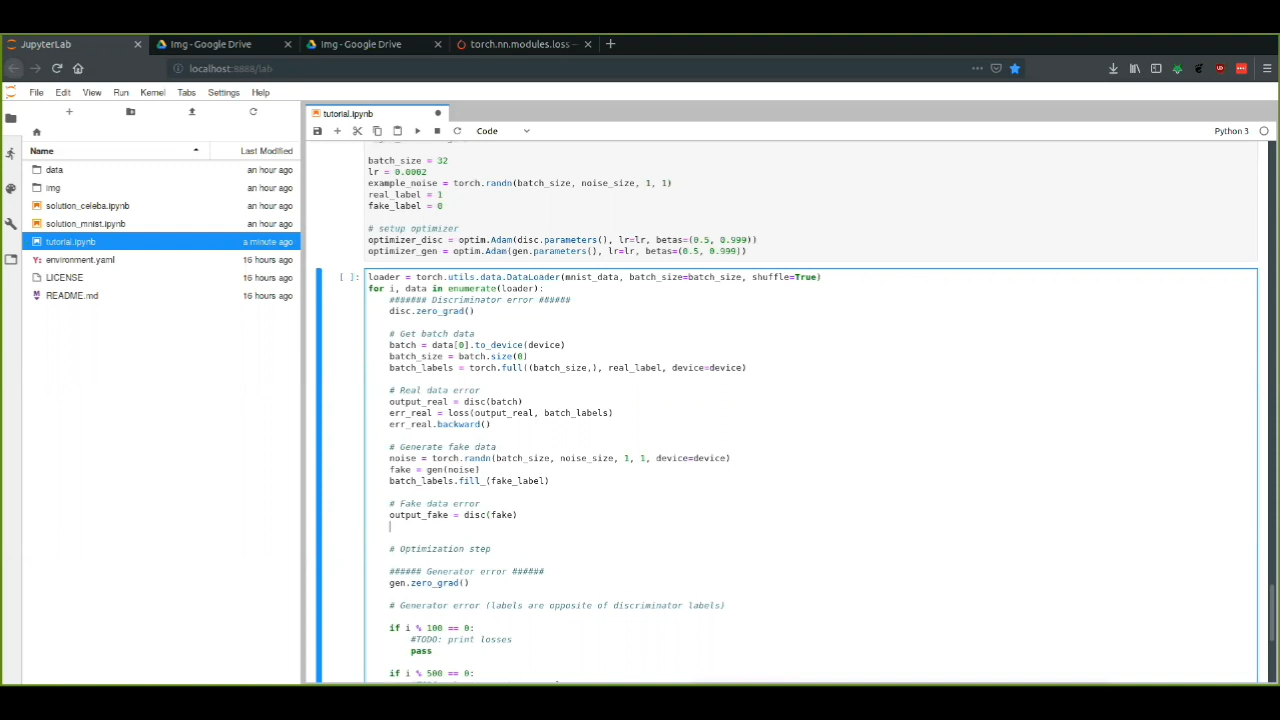 JupyterLab
Img - Google Drive
Img - Google Drive
torch.nn.modules.loss —
localhost:8888/lab
File Edit View Run Kernel Tabs Settings Help
tutorial.ipynb
Code
Python 3
Name Last Modified
data an hour ago
img an hour ago
solution_celeba.ipynb an hour ago
solution_mnist.ipynb an hour ago
tutorial.ipynb a minute ago
environment.yaml 16 hours ago
LICENSE 16 hours ago
README.md 16 hours ago
batch_size = 32
lr = 0.0002
example_noise = torch.randn(batch_size, noise_size, 1, 1)
real_label = 1
fake_label = 0
# setup optimizer
optimizer_disc = optim.Adam(disc.parameters(), lr=lr, betas=(0.5, 0.999))
optimizer_gen = optim.Adam(gen.parameters(), lr=lr, betas=(0.5, 0.999))
[ ]: loader = torch.utils.data.DataLoader(mnist_data, batch_size=batch_size, shuffle=True)
for i, data in enumerate(loader):
####### Discriminator error ######
disc.zero_grad()
# Get batch data
batch = data[0].to_device(device)
batch_size = batch.size(0)
batch_labels = torch.full((batch_size,), real_label, device=device)
# Real data error
output_real = disc(batch)
err_real = loss(output_real, batch_labels)
err_real.backward()
# Generate fake data
noise = torch.randn(batch_size, noise_size, 1, 1, device=device)
fake = gen(noise)
batch_labels.fill_(fake_label)
# Fake data error
output_fake = disc(fake)
# Optimization step
###### Generator error ######
gen.zero_grad()
# Generator error (labels are opposite of discriminator labels)
if i % 100 == 0:
#TODO: print losses
pass
if i % 500 == 0: